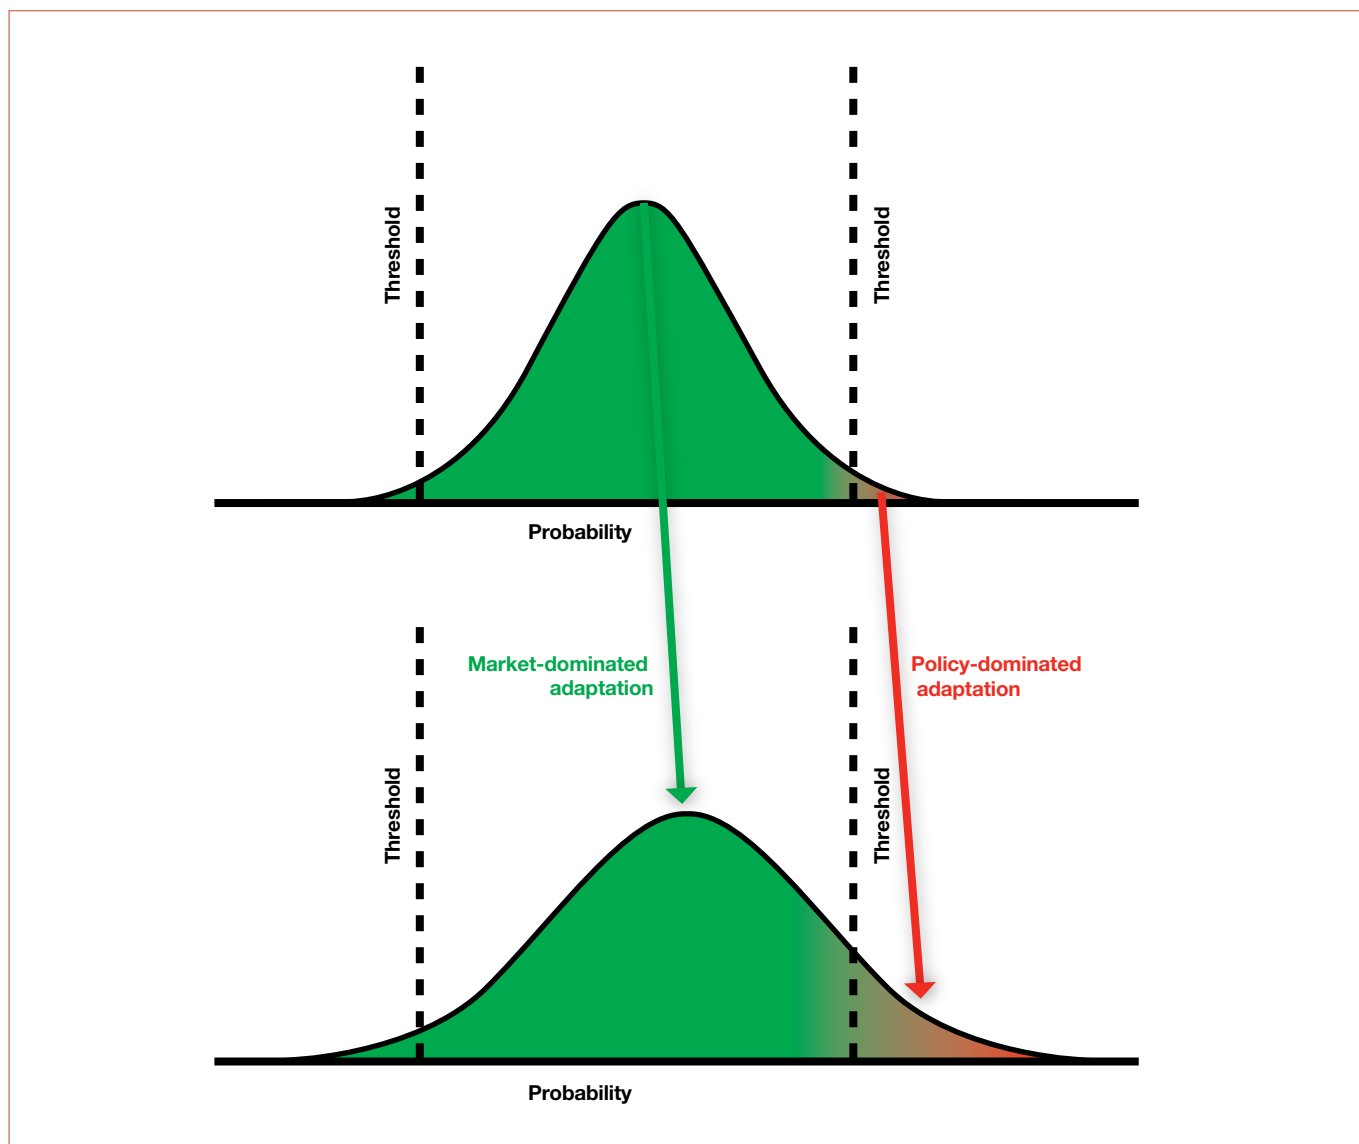 Threshold
Threshold
Probability
Market-dominated
adaptation
Policy-dominated
adaptation
Threshold
Threshold
Probability